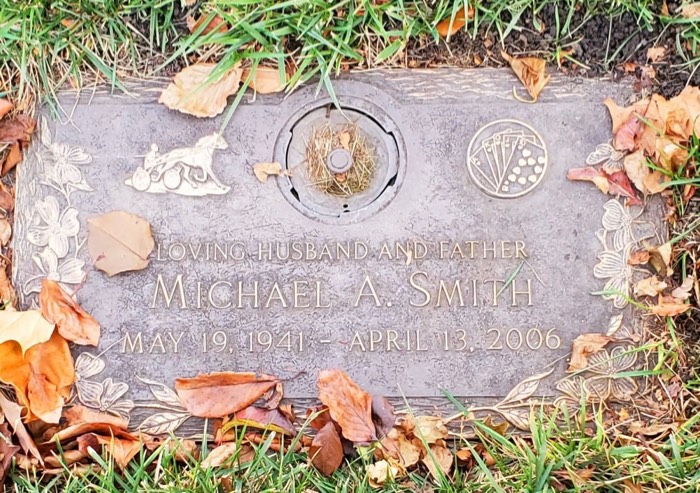 LOVING HUSBAND AND FATHER
MICHAEL A. SMITH
MAY 19, 1941 - APRIL 13, 2006